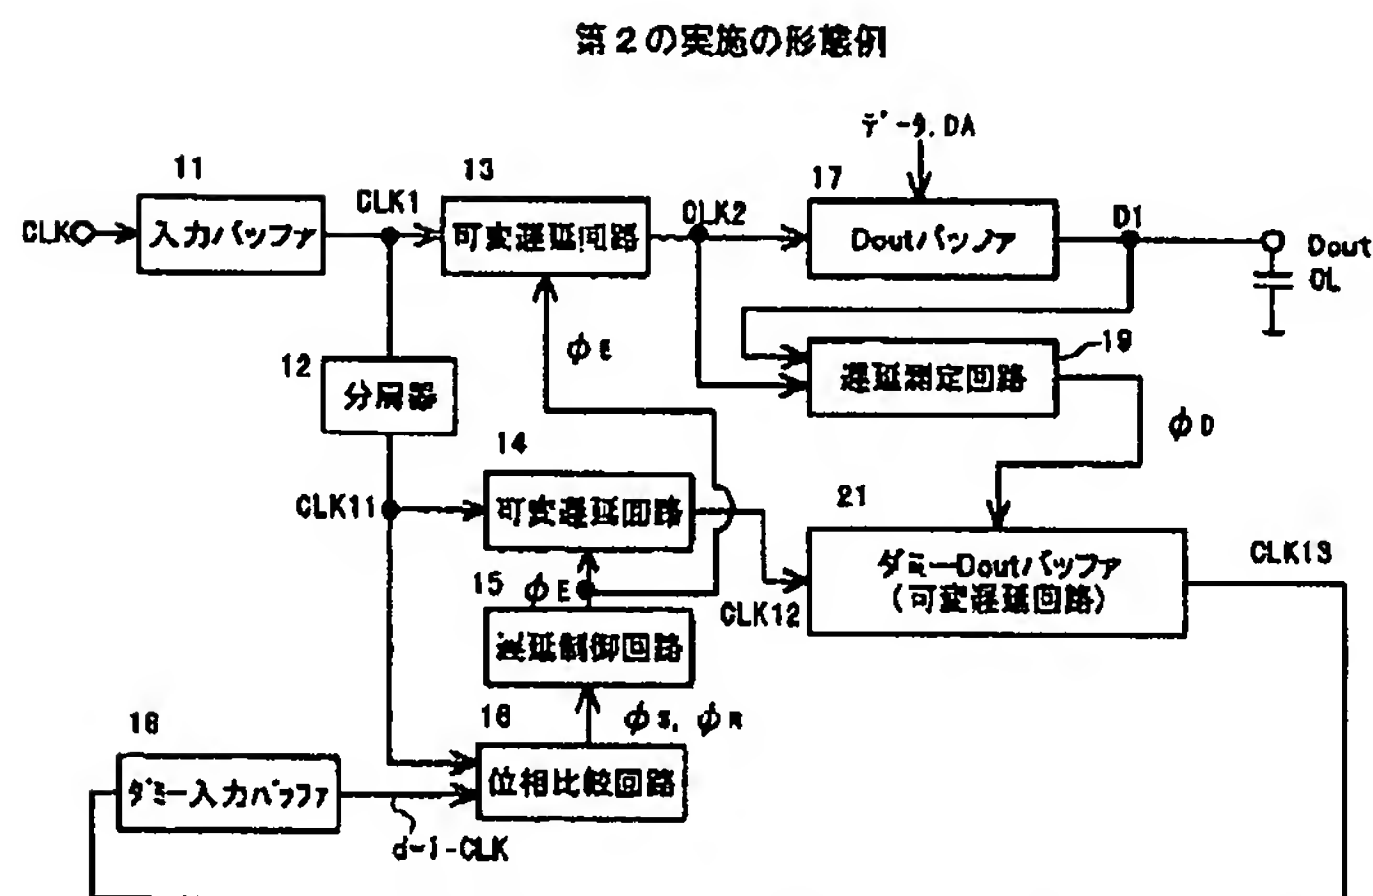 第2の実施の形態例
データ.DA
11
13
17
CLK
入力バッファ
CLK1
可変遅延回路
CLK2
Doutバッファ
D1
Dout
CL
φE
19
遅延測定回路
12
分周器
φD
14
21
CLK11
可変遅延回路
ダミーDoutバッファ
(可変遅延回路)
CLK13
15
φE
CLK12
遅延制御回路
16
φS, φR
18
ダミー入力バッファ
位相比較回路
d-i-CLK